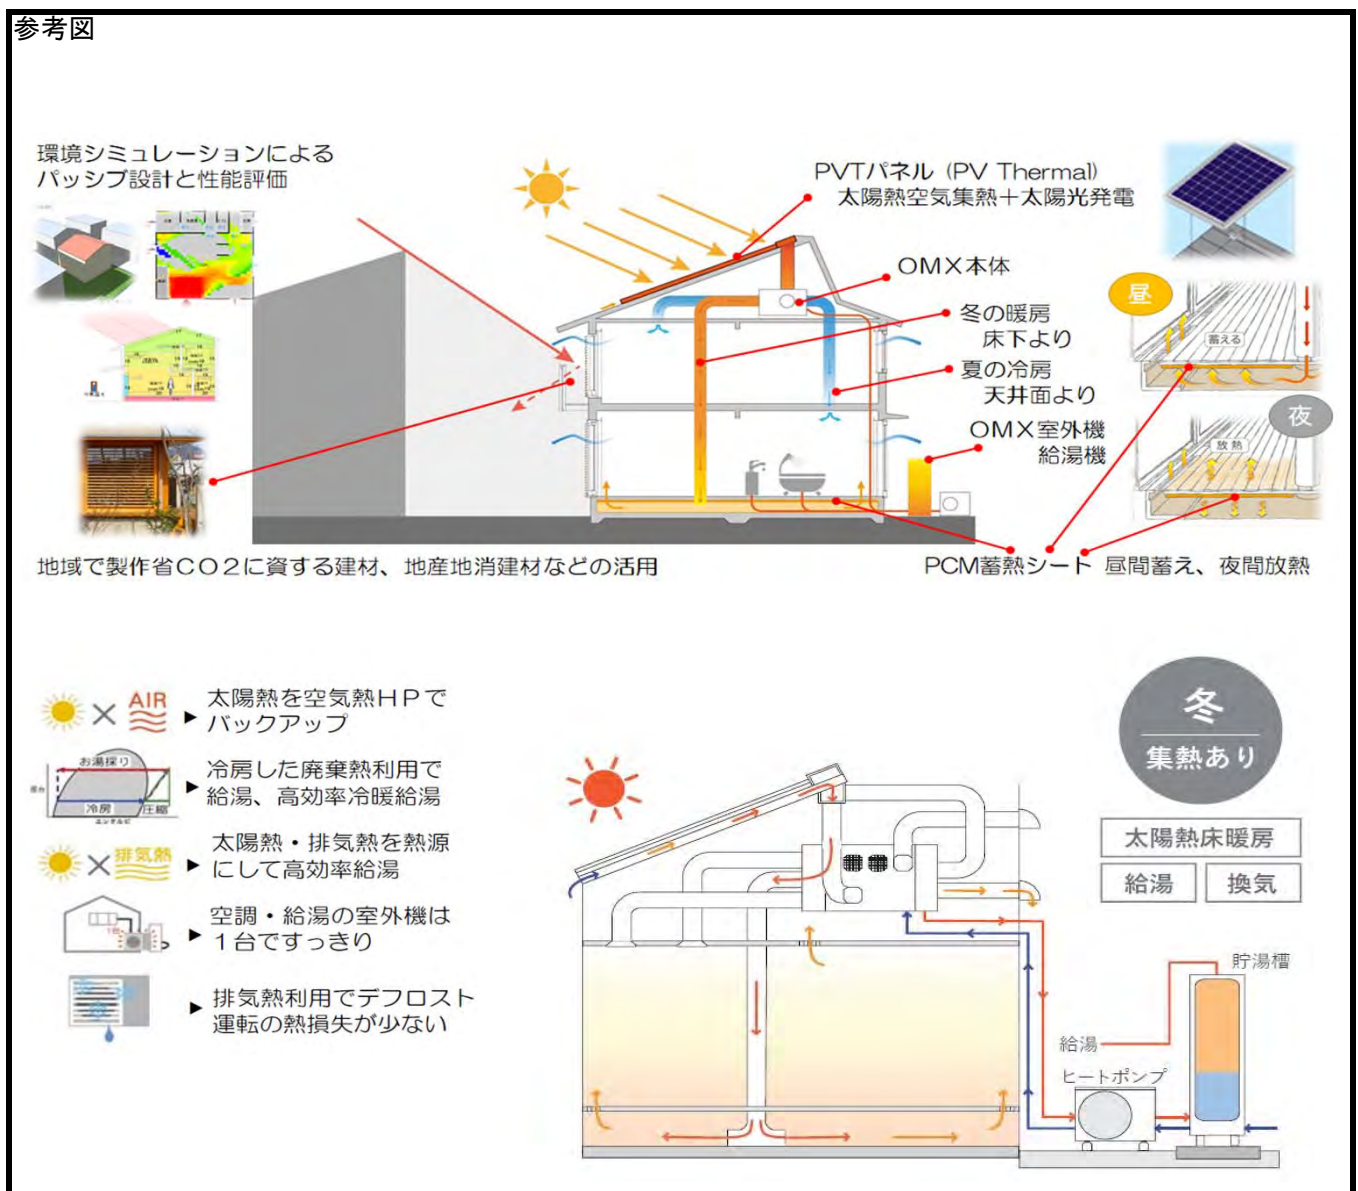 参考図
環境シミュレーションによる
パッシブ設計と性能評価
PVTパネル（PV Thermal）
太陽熱空気集熱＋太陽光発電
OMX本体
冬の暖房
床下より
夏の冷房
天井面より
OMX室外機
給湯機
昼
蓄える
夜
放熱
地域で製作省CO2に資する建材、地産地消建材などの活用
PCM蓄熱シート 昼間蓄え、夜間放熱
AIR
太陽熱を空気熱HPで
バックアップ
お湯採り
冷房
圧縮
エンタルピ
冷房した廃棄熱利用で
給湯、高効率冷暖給湯
排気熱
太陽熱・排気熱を熱源
にして高効率給湯
1台
空調・給湯の室外機は
1台ですっきり
排気熱利用でデフロスト
運転の熱損失が少ない
冬
集熱あり
太陽熱床暖房
給湯
換気
貯湯槽
給湯
ヒートポンプ